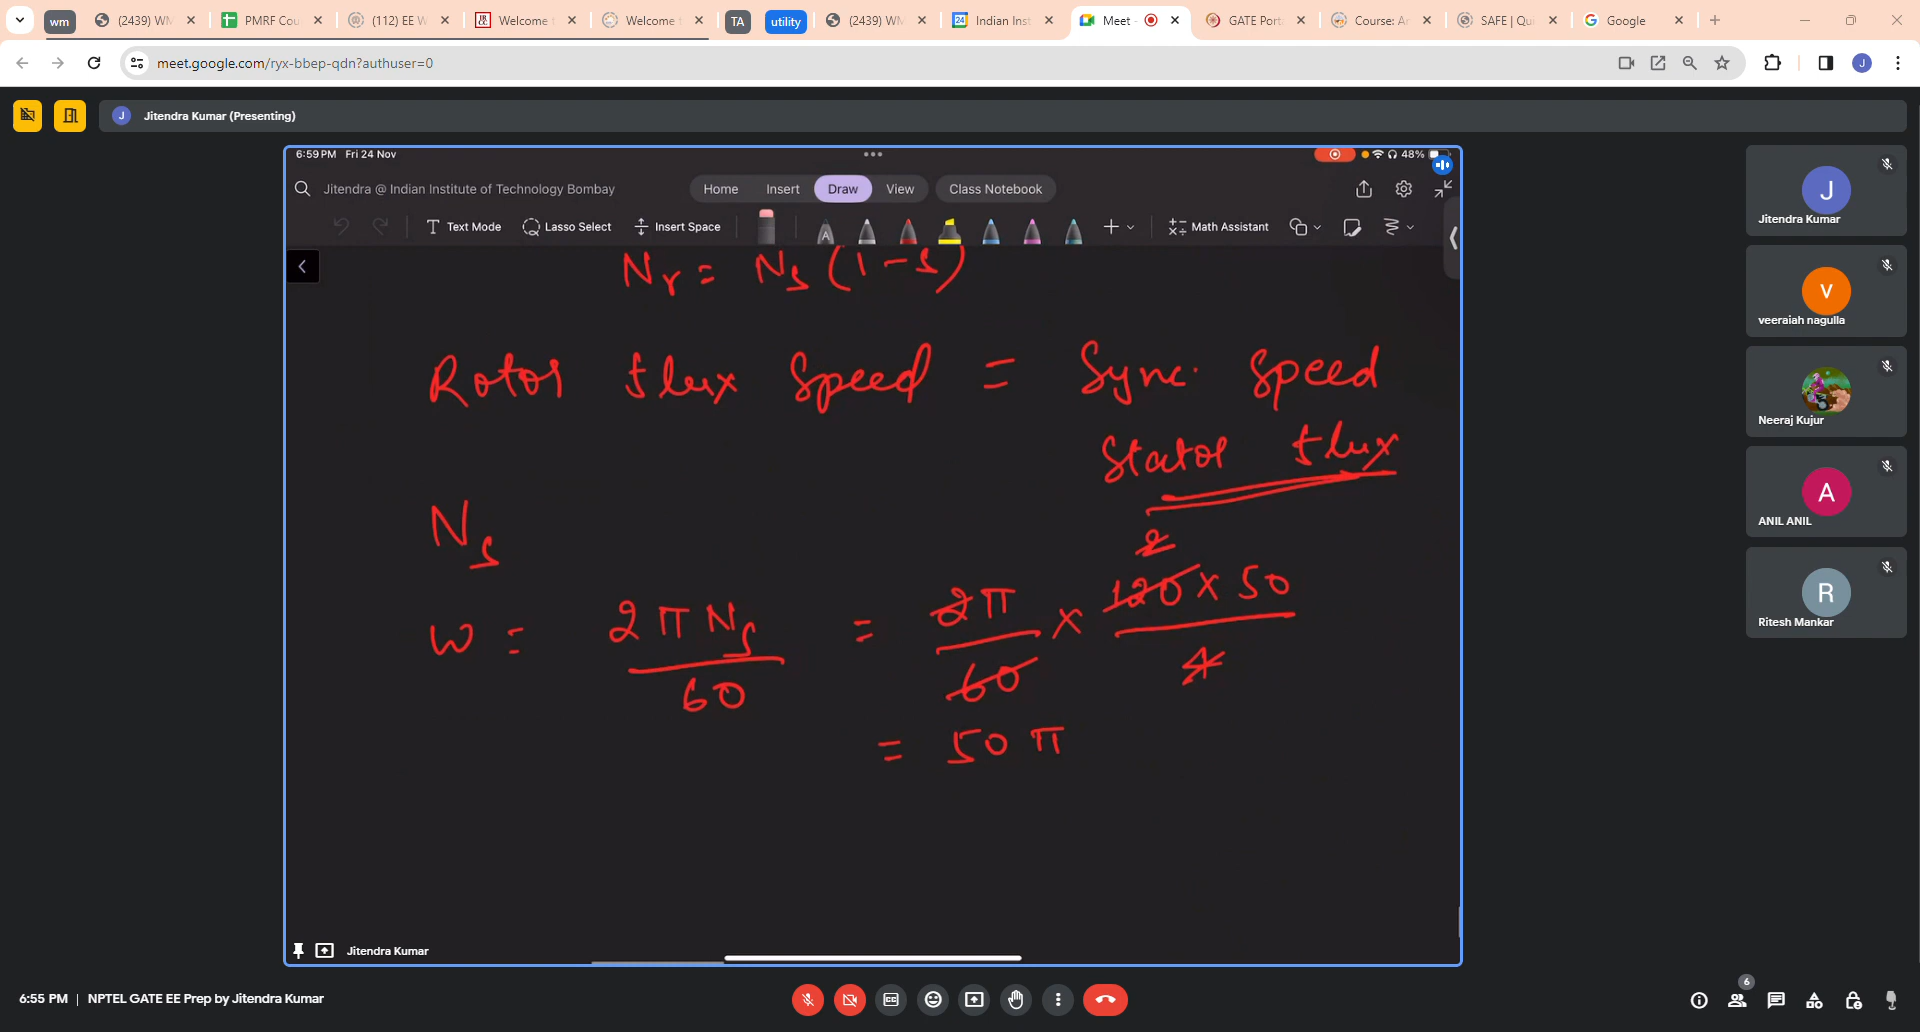 wm (2439) WM PMRF Cou (112) EE W Welcome t Welcome t TA utility (2439) WM 24 Indian Inst Meet - GATE Port Course: Ar SAFE | Qui Google
meet.google.com/ryx-bbep-qdn?authuser=0 J
J Jitendra Kumar (Presenting)
6:59 PM Fri 24 Nov 48%
Jitendra @ Indian Institute of Technology Bombay Home Insert Draw View Class Notebook
Text Mode Lasso Select Insert Space A Math Assistant
Nr = Ns (1-s)
Rotor flux Speed = Sync. Speed
Stator flux
Ns
2
ω = 2πNs/60 = 2π/60 × 120×50/4
= 50π
Jitendra Kumar
J
Jitendra Kumar
V
veeraiah nagulla
Neeraj Kujur
A
ANIL ANIL
R
Ritesh Mankar
6:55 PM | NPTEL GATE EE Prep by Jitendra Kumar
6